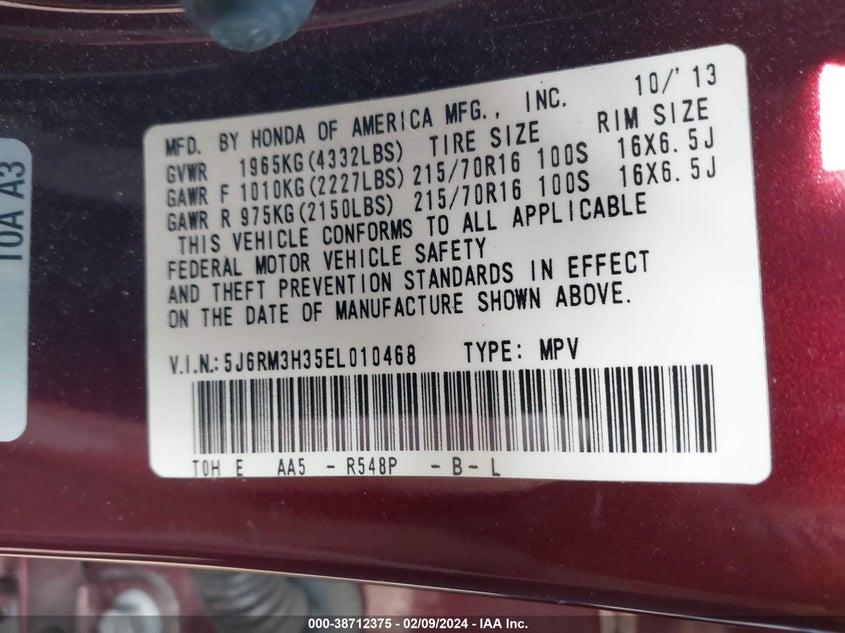 10/'13
MFD. BY HONDA OF AMERICA MFG., INC.
GVWR 1965KG(4332LBS) TIRE SIZE RIM SIZE
GAWR F 1010KG(2227LBS) 215/70R16 100S 16X6.5J
GAWR R 975KG(2150LBS) 215/70R16 100S 16X6.5J
THIS VEHICLE CONFORMS TO ALL APPLICABLE
FEDERAL MOTOR VEHICLE SAFETY
AND THEFT PREVENTION STANDARDS IN EFFECT
ON THE DATE OF MANUFACTURE SHOWN ABOVE.
V.I.N.: 5J6RM3H35EL010468 TYPE: MPV
TOH E AA5 - R548P - B - L
TOA A3
000-38712375 - 02/09/2024 - IAA Inc.